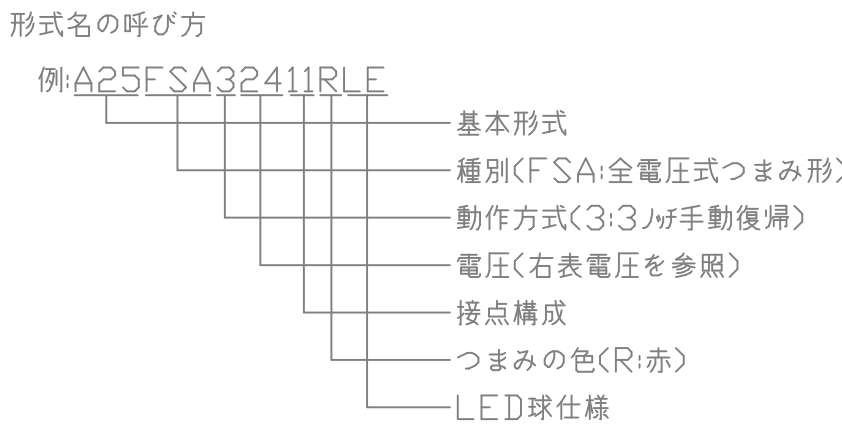 形式名の呼び方
例:A25FSA32411RLE
基本形式
種別(FSA:全電圧式つまみ形)
動作方式(3:3ノッチ手動復帰)
電圧(右表電圧を参照)
接点構成
つまみの色(R:赤)
LED球仕様